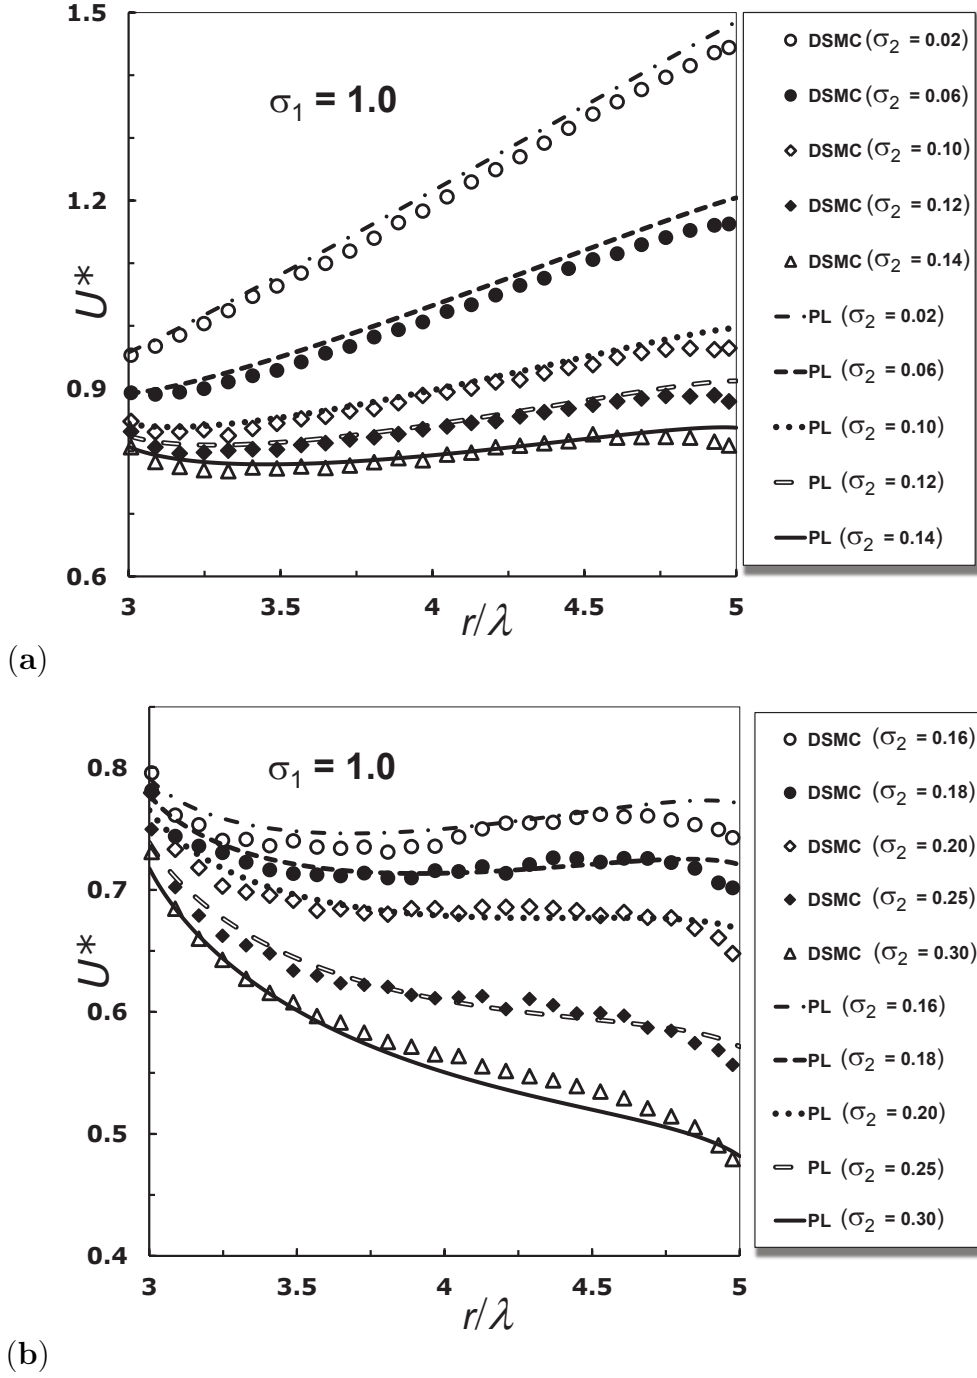 1.5
1.2
0.9
0.6
U*
σ1 = 1.0
3
3.5
4
4.5
5
r/λ
DSMC (σ2 = 0.02)
DSMC (σ2 = 0.06)
DSMC (σ2 = 0.10)
DSMC (σ2 = 0.12)
DSMC (σ2 = 0.14)
PL (σ2 = 0.02)
PL (σ2 = 0.06)
PL (σ2 = 0.10)
PL (σ2 = 0.12)
PL (σ2 = 0.14)
(a)
0.8
0.7
0.6
0.5
0.4
U*
σ1 = 1.0
3
3.5
4
4.5
5
r/λ
DSMC (σ2 = 0.16)
DSMC (σ2 = 0.18)
DSMC (σ2 = 0.20)
DSMC (σ2 = 0.25)
DSMC (σ2 = 0.30)
PL (σ2 = 0.16)
PL (σ2 = 0.18)
PL (σ2 = 0.20)
PL (σ2 = 0.25)
PL (σ2 = 0.30)
(b)